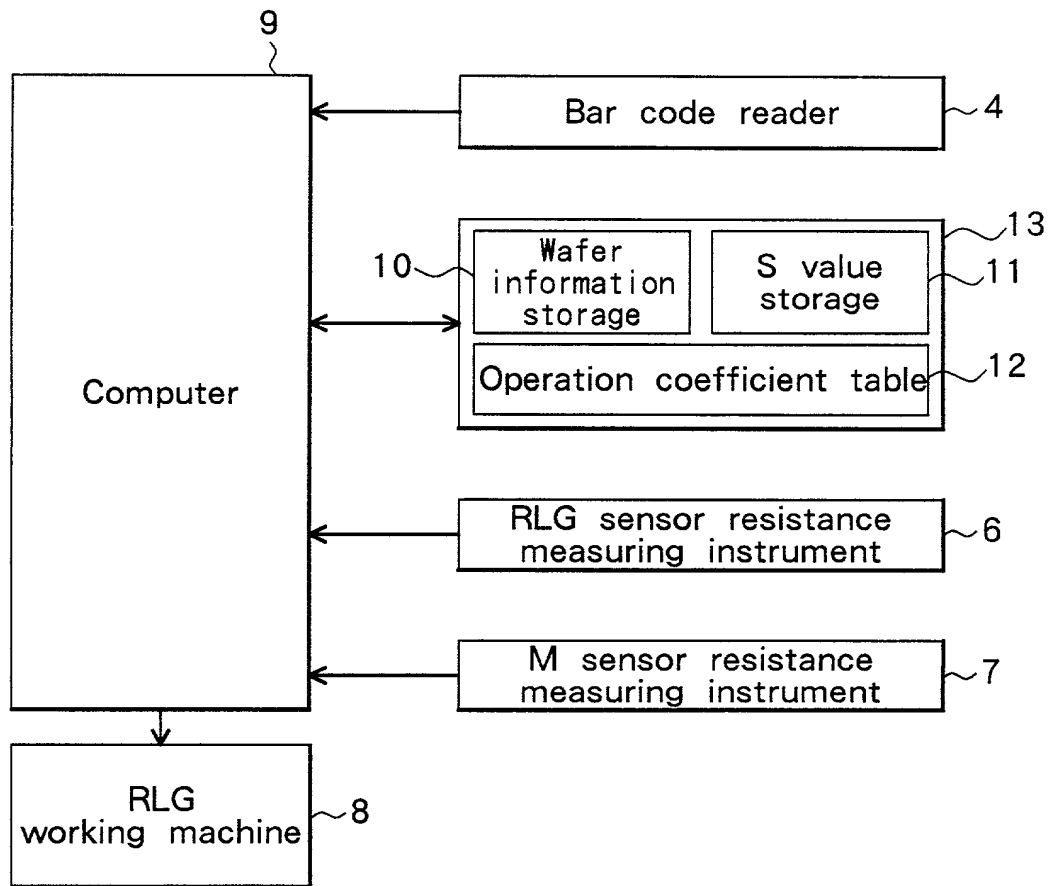 9
Bar code reader
4
13
10
Wafer
information
storage
S value
storage
11
Computer
Operation coefficient table
12
RLG sensor resistance
measuring instrument
6
M sensor resistance
measuring instrument
7
RLG
working machine
8